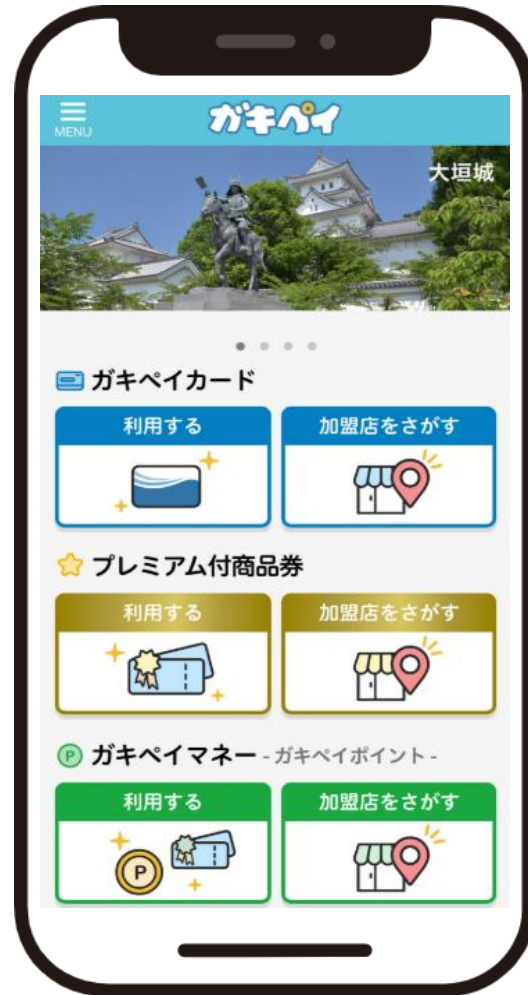 MENU
ガキペイ
大垣城
ガキペイカード
利用する
加盟店をさがす
プレミアム付商品券
利用する
加盟店をさがす
P ガキペイマネー - ガキペイポイント -
利用する
加盟店をさがす
P